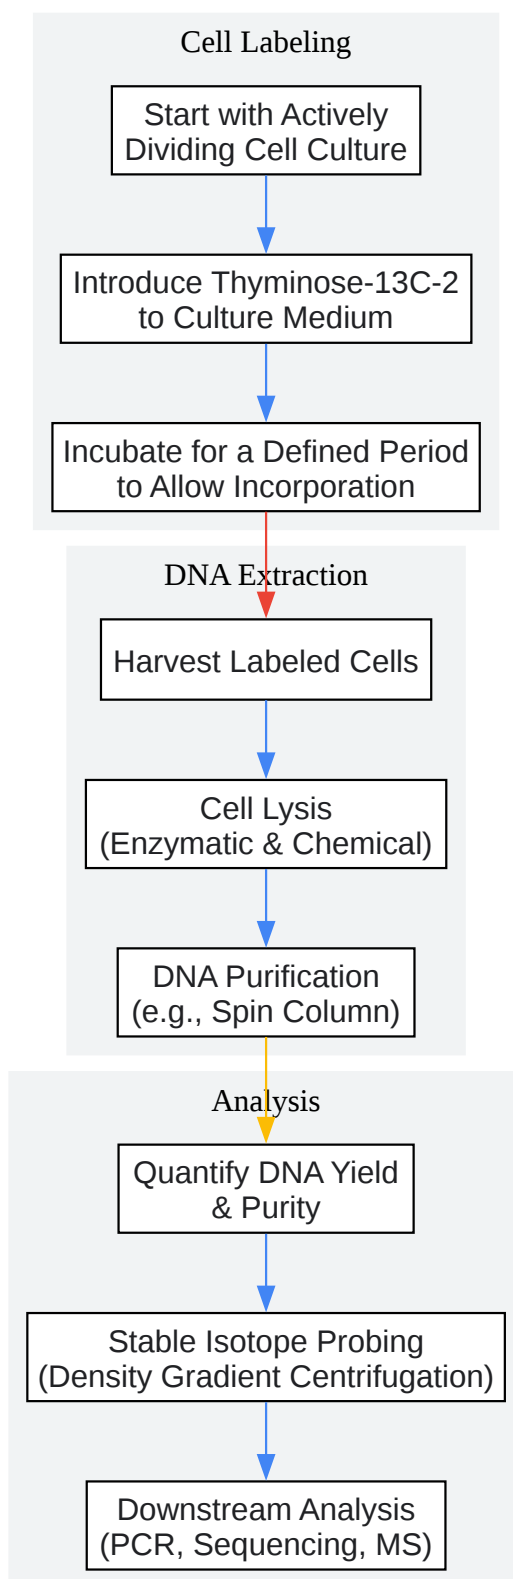 Cell Labeling
Start with Actively
Dividing Cell Culture
Introduce Thyminose-13C-2
to Culture Medium
Incubate for a Defined Period
to Allow Incorporation
DNA Extraction
Harvest Labeled Cells
Cell Lysis
(Enzymatic & Chemical)
DNA Purification
(e.g., Spin Column)
Analysis
Quantify DNA Yield
& Purity
Stable Isotope Probing
(Density Gradient Centrifugation)
Downstream Analysis
(PCR, Sequencing, MS)